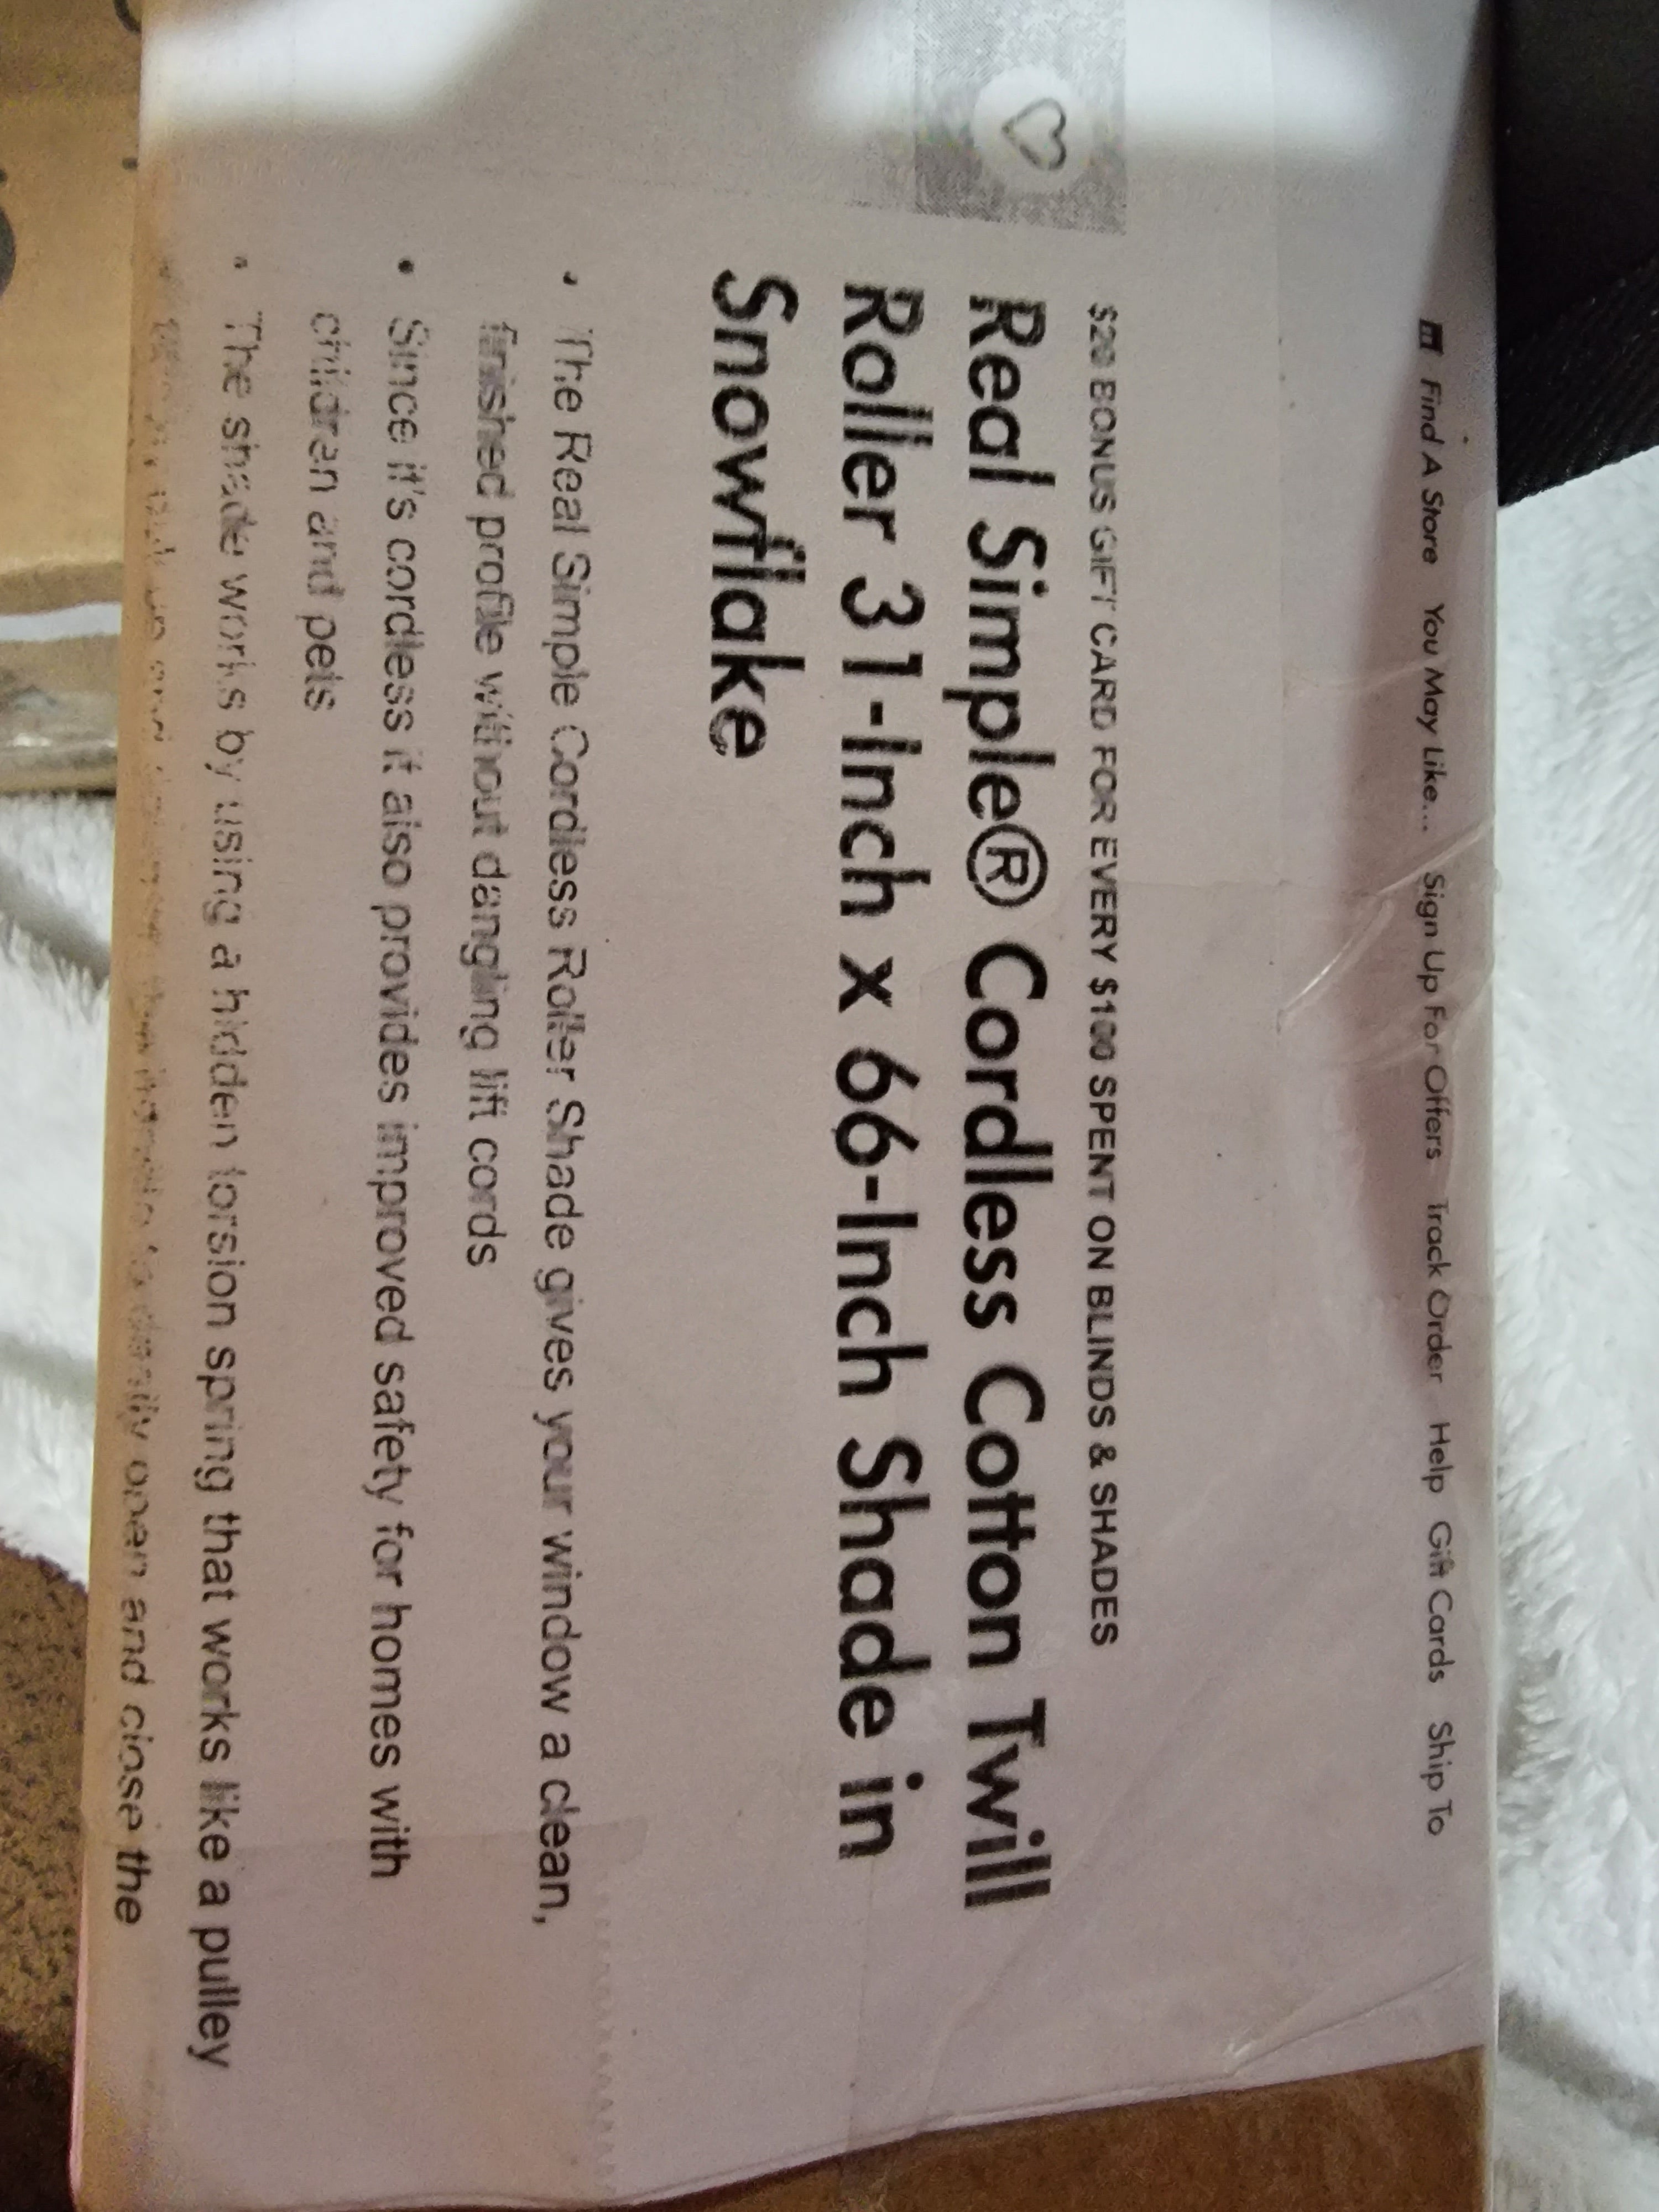 Find A Store You May Like... Sign Up For Offers Track Order Help Gift Cards Ship To
$20 BONUS GIFT CARD FOR EVERY $100 SPENT ON BLINDS & SHADES
Real Simple® Cordless Cotton Twill
Roller 31-Inch x 66-Inch Shade in
Snowflake
• The Real Simple Cordless Roller Shade gives your window a clean,
finished profile without dangling lift cords
• Since it's cordless it also provides improved safety for homes with
children and pets
• The shade works by using a hidden torsion spring that works like a pulley
easily open and close the